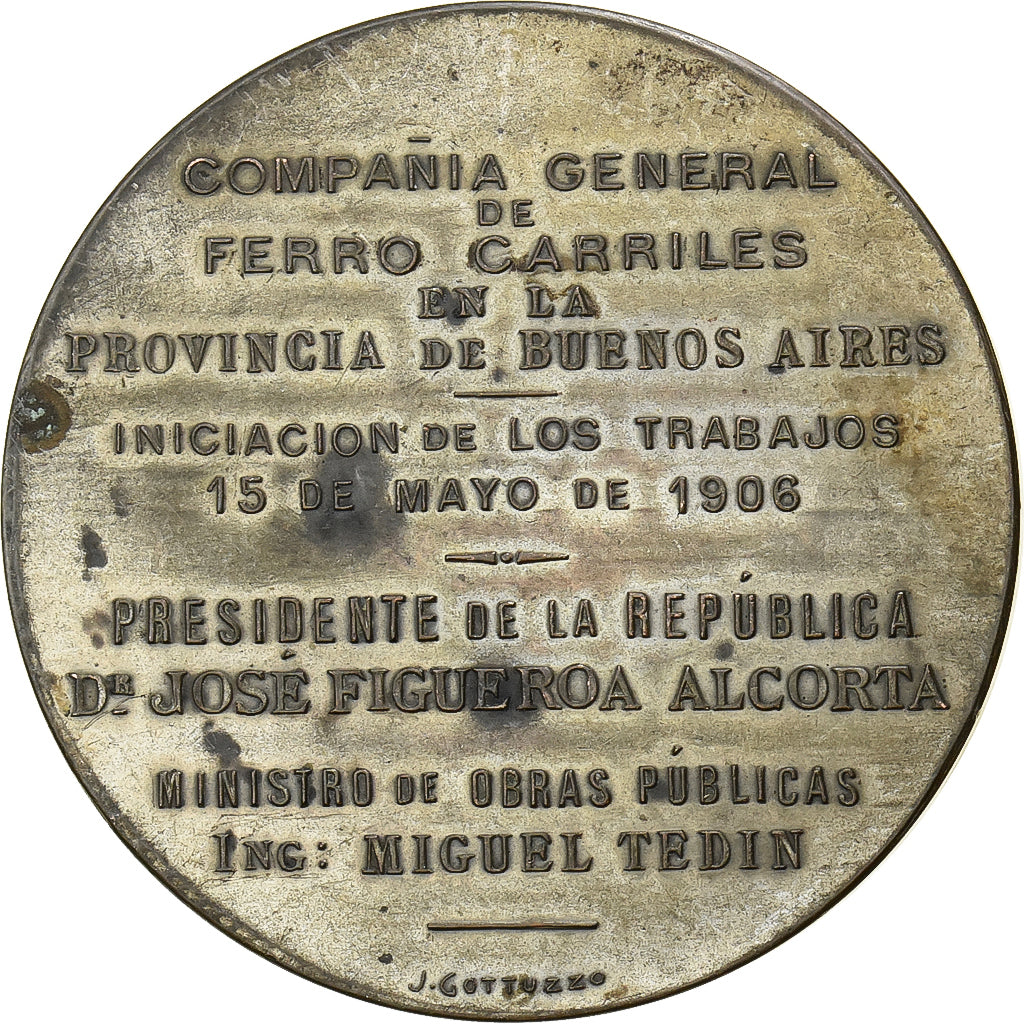 COMPAÑIA GENERAL
DE
FERRO CARRILES
EN LA
PROVINCIA DE BUENOS AIRES
INICIACION DE LOS TRABAJOS
15 DE MAYO DE 1906
PRESIDENTE DE LA REPÚBLICA
DR JOSÉ FIGUEROA ALCORTA
MINISTRO DE OBRAS PÚBLICAS
ING: MIGUEL TEDIN
J. GOTTUZZO